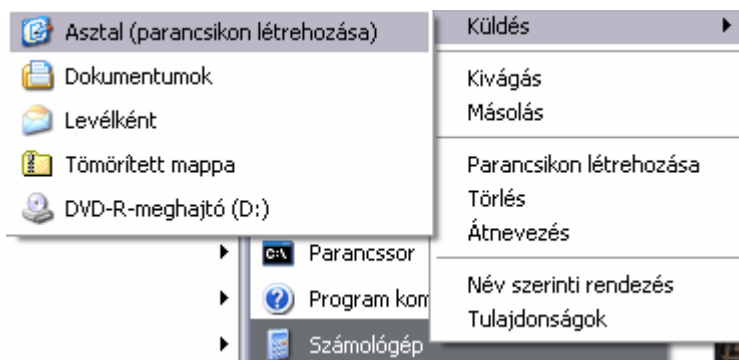 Asztal (parancsikon létrehozása)
Dokumentumok
Levélként
Tömörített mappa
DVD-R-meghajtó (D:)
Küldés
Kivágás
Másolás
Parancsikon létrehozása
Törlés
Átnevezés
Név szerinti rendezés
Tulajdonságok
Parancssor
Program kom
Számológép